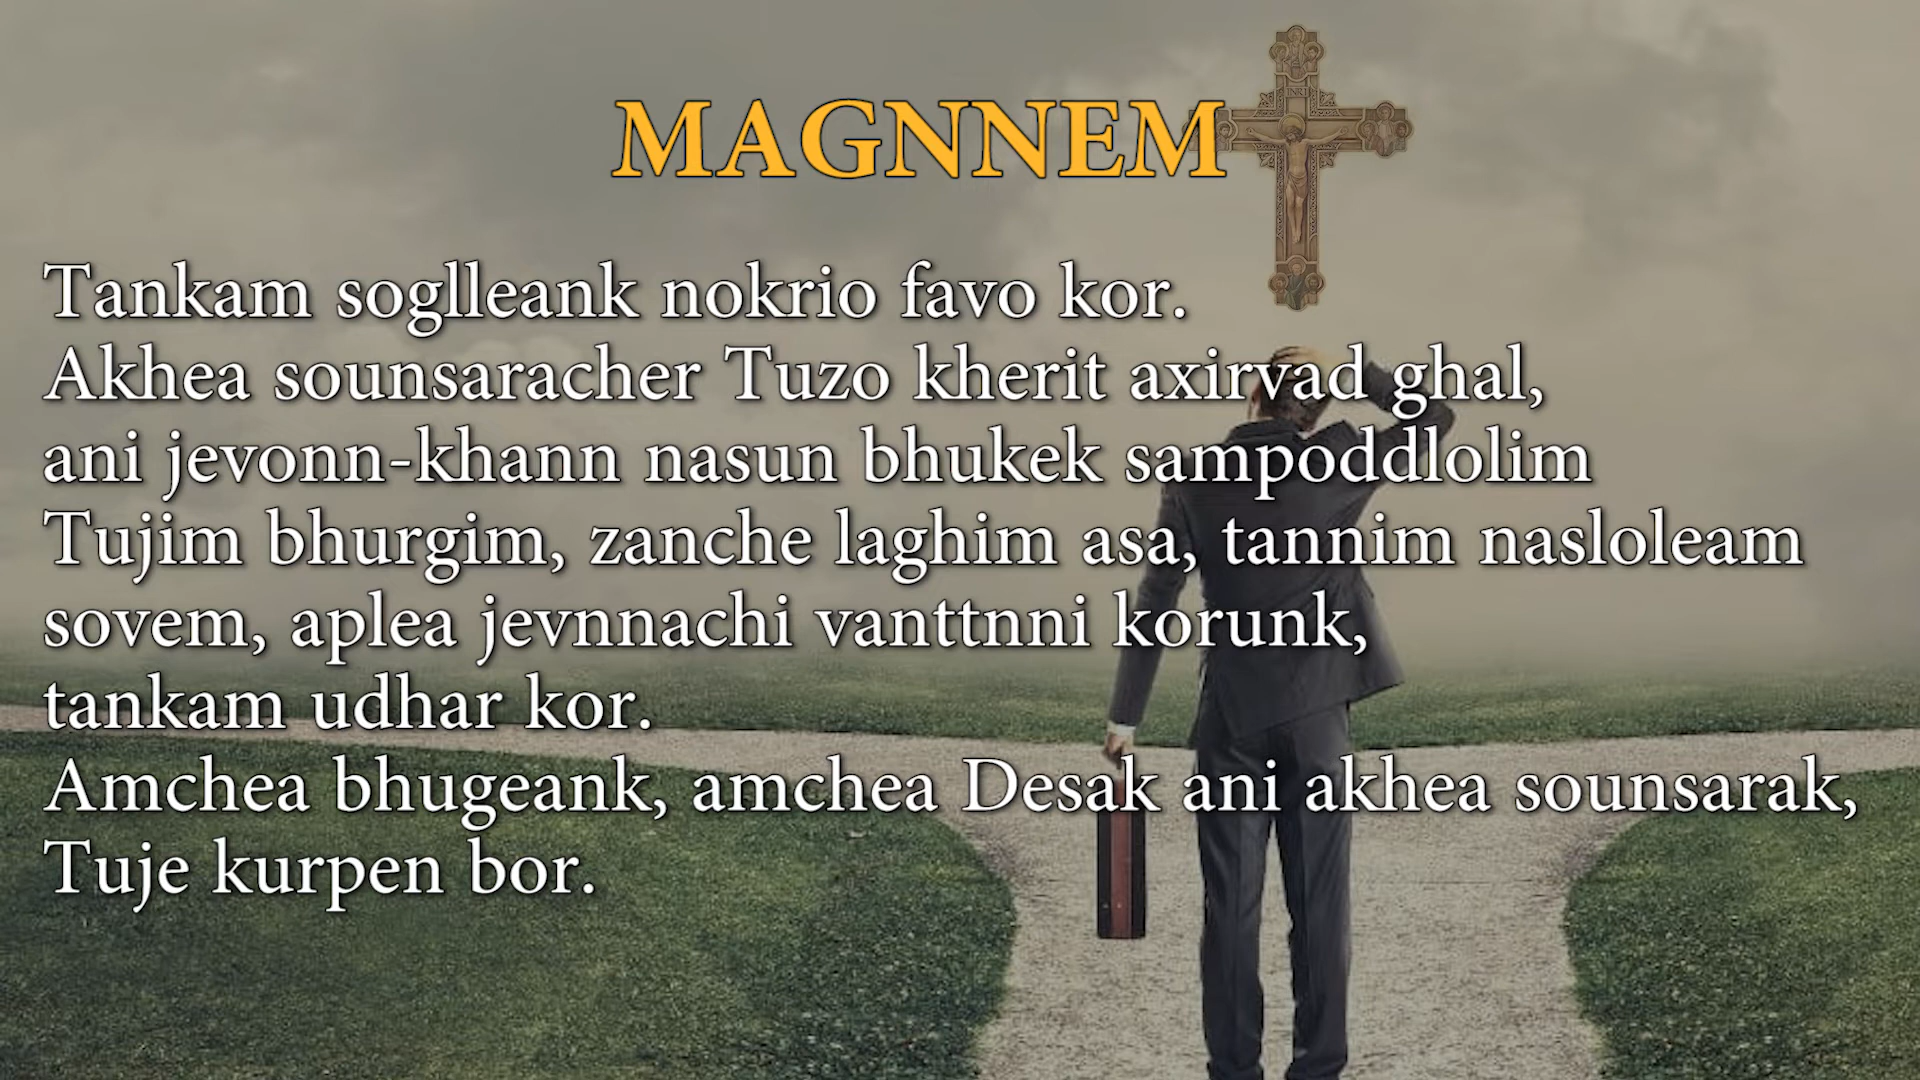 MAGNNEM
INRI
Tankam soglleank nokrio favo kor.
Akhea sounsaracher Tuzo kherit axirvad ghal,
ani jevonn-khann nasun bhukek sampoddlolim
Tujim bhurgim, zanche laghim asa, tannim nasloleam
sovem, aplea jevnnachi vanttnni korunk,
tankam udhar kor.
Amchea bhugeank, amchea Desak ani akhea sounsarak,
Tuje kurpen bor.